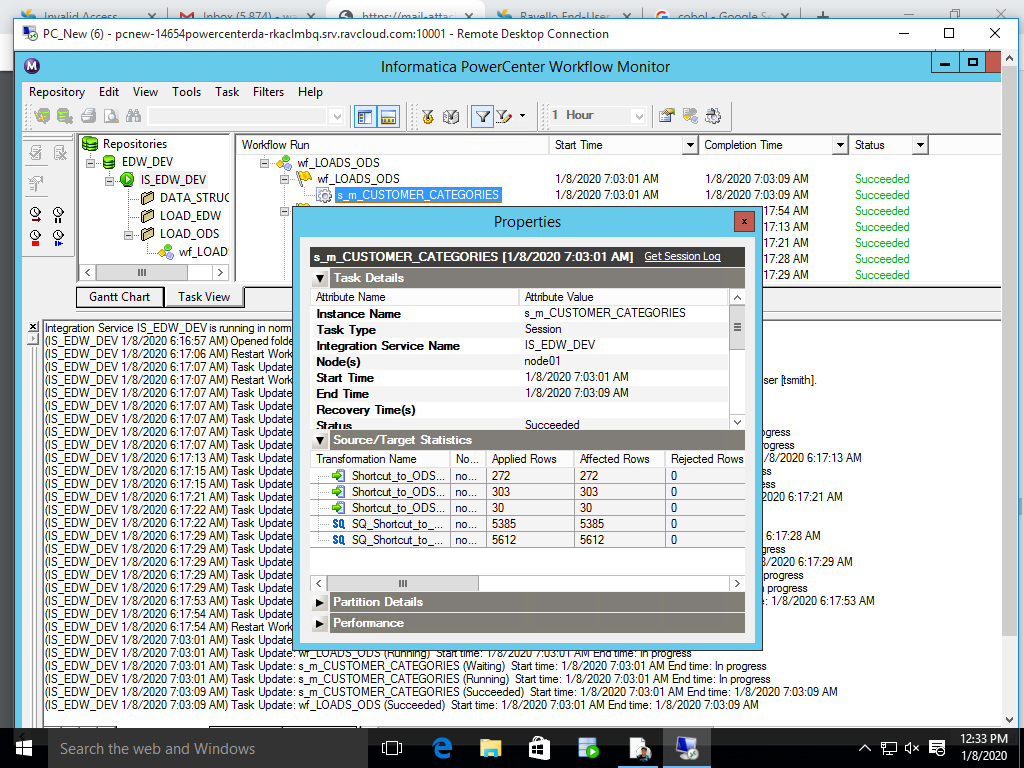 Invalid Access
Inbox (5,874) - w
https://mail-attac
Ravello End-User
cobol - Google S
PC_New (6) - pcnew-14654powercenterda-rkaclmbq.srv.ravcloud.com:10001 - Remote Desktop Connection
Informatica PowerCenter Workflow Monitor
Repository Edit View Tools Task Filters Help
1 Hour
Repositories
EDW_DEV
IS_EDW_DEV
DATA_STRUC
LOAD_EDW
LOAD_ODS
wf_LOAD
Workflow Run Start Time Completion Time Status
wf_LOADS_ODS
wf_LOADS_ODS 1/8/2020 7:03:01 AM 1/8/2020 7:03:09 AM Succeeded
s_m_CUSTOMER_CATEGORIES 1/8/2020 7:03:01 AM 1/8/2020 7:03:09 AM Succeeded
:17:54 AM Succeeded
:17:13 AM Succeeded
:17:21 AM Succeeded
:17:28 AM Succeeded
:17:29 AM Succeeded
Gantt Chart Task View
Properties
s_m_CUSTOMER_CATEGORIES [1/8/2020 7:03:01 AM] Get Session Log
Task Details
Attribute Name Attribute Value
Instance Name s_m_CUSTOMER_CATEGORIES
Task Type Session
Integration Service Name IS_EDW_DEV
Node(s) node01
Start Time 1/8/2020 7:03:01 AM
End Time 1/8/2020 7:03:09 AM
Recovery Time(s)
Status Succeeded
Source/Target Statistics
Transformation Name No... Applied Rows Affected Rows Rejected Rows
Shortcut_to_ODS... no... 272 272 0
Shortcut_to_ODS... no... 303 303 0
Shortcut_to_ODS... no... 30 30 0
SQ SQ_Shortcut_to_... no... 5385 5385 0
SQ SQ_Shortcut_to_... no... 5612 5612 0
Partition Details
Performance
Integration Service IS_EDW_DEV is running in norm
(IS_EDW_DEV 1/8/2020 6:16:57 AM) Opened folde
(IS_EDW_DEV 1/8/2020 6:17:06 AM) Restart Work
(IS_EDW_DEV 1/8/2020 6:17:07 AM) Task Update
(IS_EDW_DEV 1/8/2020 6:17:07 AM) Restart Work ser [tsmith].
(IS_EDW_DEV 1/8/2020 6:17:07 AM) Task Update
(IS_EDW_DEV 1/8/2020 6:17:07 AM) Task Update
(IS_EDW_DEV 1/8/2020 6:17:07 AM) Task Update
(IS_EDW_DEV 1/8/2020 6:17:07 AM) Task Update ogress
(IS_EDW_DEV 1/8/2020 6:17:07 AM) Task Update ogress
(IS_EDW_DEV 1/8/2020 6:17:13 AM) Task Update /8/2020 6:17:13 AM
(IS_EDW_DEV 1/8/2020 6:17:15 AM) Task Update
(IS_EDW_DEV 1/8/2020 6:17:15 AM) Task Update
(IS_EDW_DEV 1/8/2020 6:17:21 AM) Task Update 20 6:17:21 AM
(IS_EDW_DEV 1/8/2020 6:17:22 AM) Task Update
(IS_EDW_DEV 1/8/2020 6:17:22 AM) Task Update
(IS_EDW_DEV 1/8/2020 6:17:28 AM) Task Update 6:17:28 AM
(IS_EDW_DEV 1/8/2020 6:17:29 AM) Task Update gress
(IS_EDW_DEV 1/8/2020 6:17:29 AM) Task Update 0 6:17:29 AM
(IS_EDW_DEV 1/8/2020 6:17:29 AM) Task Update progress
(IS_EDW_DEV 1/8/2020 6:17:29 AM) Task Update progress
(IS_EDW_DEV 1/8/2020 6:17:53 AM) Task Update e: 1/8/2020 6:17:53 AM
(IS_EDW_DEV 1/8/2020 6:17:54 AM) Task Update
(IS_EDW_DEV 1/8/2020 6:17:54 AM) Restart Work
(IS_EDW_DEV 1/8/2020 7:03:01 AM) Task Update: wf_LOADS_ODS (Running) Start time: 1/8/2020 7:03:01 AM End time: In progress
(IS_EDW_DEV 1/8/2020 7:03:01 AM) Task Update: s_m_CUSTOMER_CATEGORIES (Waiting) Start time: 1/8/2020 7:03:01 AM End time: In progress
(IS_EDW_DEV 1/8/2020 7:03:01 AM) Task Update: s_m_CUSTOMER_CATEGORIES (Running) Start time: 1/8/2020 7:03:01 AM End time: In progress
(IS_EDW_DEV 1/8/2020 7:03:09 AM) Task Update: s_m_CUSTOMER_CATEGORIES (Succeeded) Start time: 1/8/2020 7:03:01 AM End time: 1/8/2020 7:03:09 AM
(IS_EDW_DEV 1/8/2020 7:03:09 AM) Task Update: wf_LOADS_ODS (Succeeded) Start time: 1/8/2020 7:03:01 AM End time: 1/8/2020 7:03:09 AM
Search the web and Windows
12:33 PM
1/8/2020